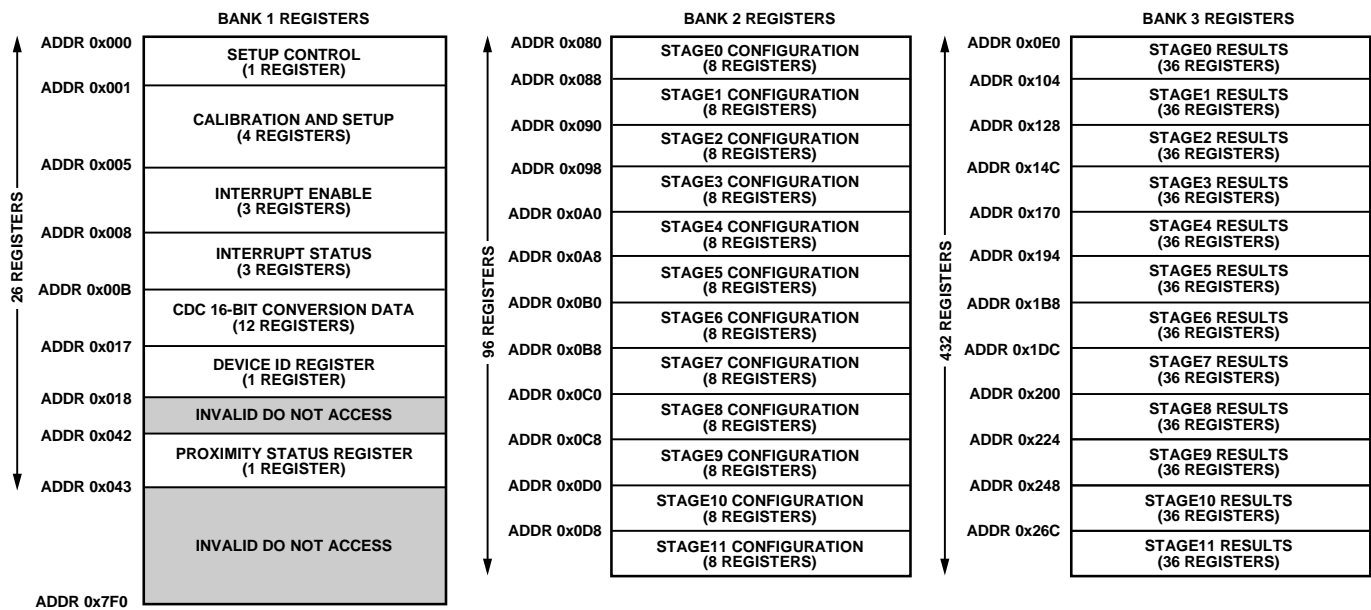 BANK 1 REGISTERS
ADDR 0x000
SETUP CONTROL
(1 REGISTER)
ADDR 0x001
CALIBRATION AND SETUP
(4 REGISTERS)
ADDR 0x005
INTERRUPT ENABLE
(3 REGISTERS)
ADDR 0x008
INTERRUPT STATUS
(3 REGISTERS)
ADDR 0x00B
CDC 16-BIT CONVERSION DATA
(12 REGISTERS)
ADDR 0x017
DEVICE ID REGISTER
(1 REGISTER)
ADDR 0x018
INVALID DO NOT ACCESS
ADDR 0x042
PROXIMITY STATUS REGISTER
(1 REGISTER)
ADDR 0x043
INVALID DO NOT ACCESS
ADDR 0x7F0
26 REGISTERS
BANK 2 REGISTERS
ADDR 0x080
STAGE0 CONFIGURATION
(8 REGISTERS)
ADDR 0x088
STAGE1 CONFIGURATION
(8 REGISTERS)
ADDR 0x090
STAGE2 CONFIGURATION
(8 REGISTERS)
ADDR 0x098
STAGE3 CONFIGURATION
(8 REGISTERS)
ADDR 0x0A0
STAGE4 CONFIGURATION
(8 REGISTERS)
ADDR 0x0A8
STAGE5 CONFIGURATION
(8 REGISTERS)
ADDR 0x0B0
STAGE6 CONFIGURATION
(8 REGISTERS)
ADDR 0x0B8
STAGE7 CONFIGURATION
(8 REGISTERS)
ADDR 0x0C0
STAGE8 CONFIGURATION
(8 REGISTERS)
ADDR 0x0C8
STAGE9 CONFIGURATION
(8 REGISTERS)
ADDR 0x0D0
STAGE10 CONFIGURATION
(8 REGISTERS)
ADDR 0x0D8
STAGE11 CONFIGURATION
(8 REGISTERS)
96 REGISTERS
BANK 3 REGISTERS
ADDR 0x0E0
STAGE0 RESULTS
(36 REGISTERS)
ADDR 0x104
STAGE1 RESULTS
(36 REGISTERS)
ADDR 0x128
STAGE2 RESULTS
(36 REGISTERS)
ADDR 0x14C
STAGE3 RESULTS
(36 REGISTERS)
ADDR 0x170
STAGE4 RESULTS
(36 REGISTERS)
ADDR 0x194
STAGE5 RESULTS
(36 REGISTERS)
ADDR 0x1B8
STAGE6 RESULTS
(36 REGISTERS)
ADDR 0x1DC
STAGE7 RESULTS
(36 REGISTERS)
ADDR 0x200
STAGE8 RESULTS
(36 REGISTERS)
ADDR 0x224
STAGE9 RESULTS
(36 REGISTERS)
ADDR 0x248
STAGE10 RESULTS
(36 REGISTERS)
ADDR 0x26C
STAGE11 RESULTS
(36 REGISTERS)
432 REGISTERS